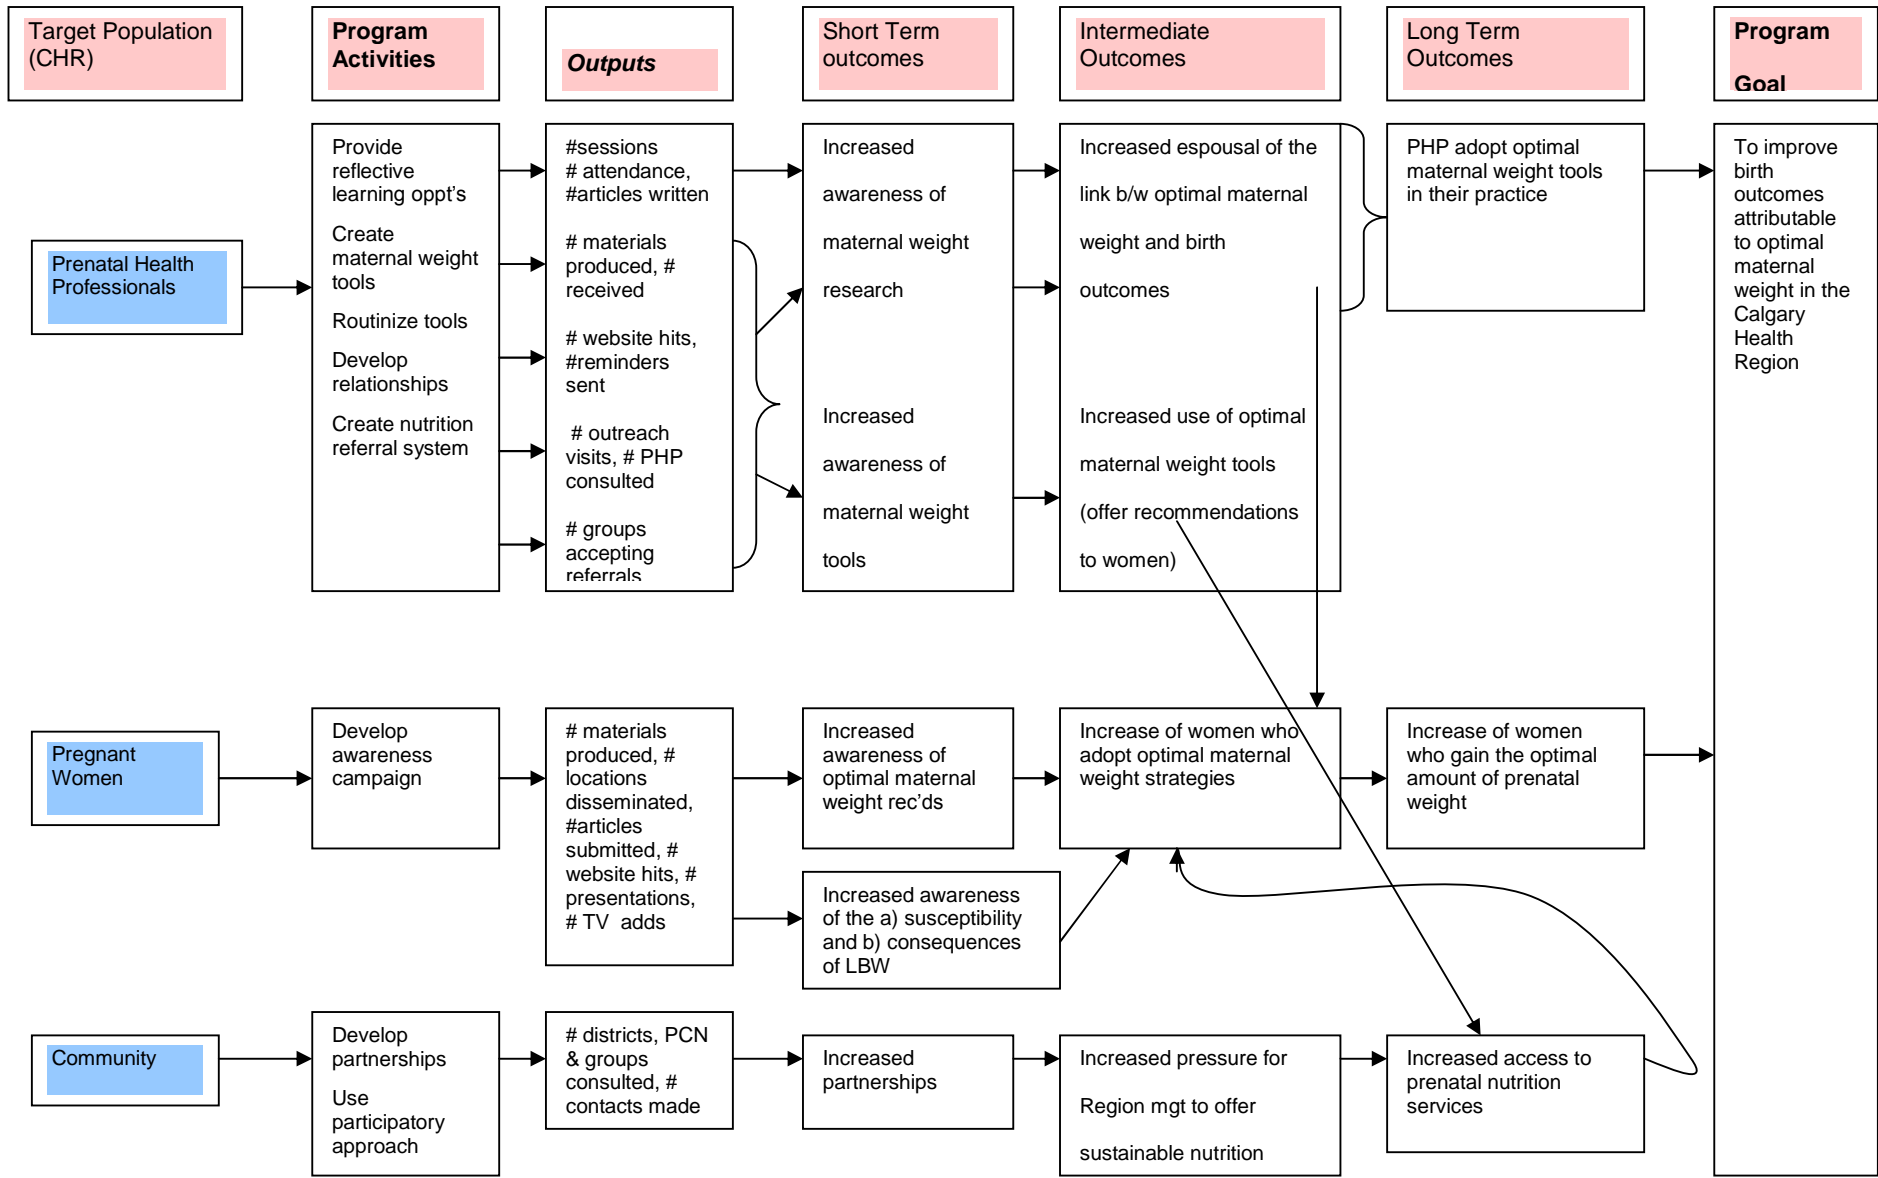 Target Population
(CHR)
Program
Activities
Outputs
Short Term
outcomes
Intermediate
Outcomes
Long Term
Outcomes
Program
Goal
Prenatal Health
Professionals
Provide
reflective
learning oppt's
Create
maternal weight
tools
Routinize tools
Develop
relationships
Create nutrition
referral system
#sessions
# attendance,
#articles written
# materials
produced, #
received
# website hits,
#reminders
sent
# outreach
visits, # PHP
consulted
# groups
accepting
referrals
Increased
awareness of
maternal weight
research
Increased
awareness of
maternal weight
tools
Increased espousal of the
link b/w optimal maternal
weight and birth
outcomes
Increased use of optimal
maternal weight tools
(offer recommendations
to women)
PHP adopt optimal
maternal weight tools
in their practice
To improve
birth
outcomes
attributable
to optimal
maternal
weight in the
Calgary
Health
Region
Pregnant
Women
Develop
awareness
campaign
# materials
produced, #
locations
disseminated,
#articles
submitted, #
website hits, #
presentations,
# TV adds
Increased
awareness of
optimal maternal
weight rec'ds
Increased awareness
of the a) susceptibility
and b) consequences
of LBW
Increase of women who
adopt optimal maternal
weight strategies
Increase of women
who gain the optimal
amount of prenatal
weight
Community
Develop
partnerships
Use
participatory
approach
# districts, PCN
& groups
consulted, #
contacts made
Increased
partnerships
Increased pressure for
Region mgt to offer
sustainable nutrition
Increased access to
prenatal nutrition
services